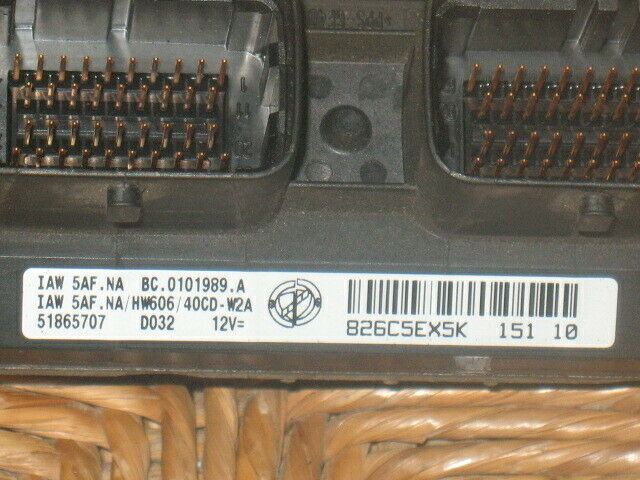 IAW 5AF.NA BC.0101989.A
IAW 5AF.NA/HW606/40CD-W2A
51865707 D032 12V=
826C5EX5K 151 10